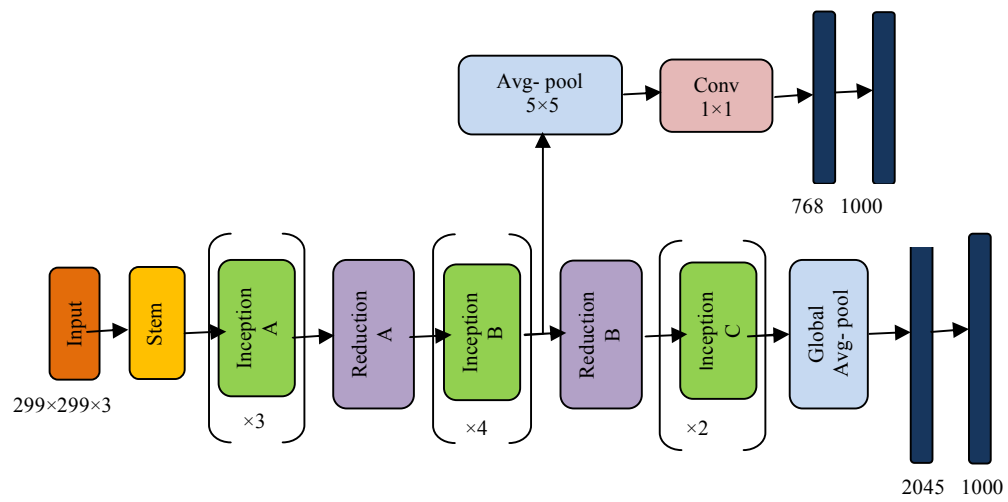 Avg- pool
5×5
Conv
1×1
768
1000
Input
Stem
Inception
A
Reduction
A
Inception
B
Reduction
B
Inception
C
Global
Avg- pool
299×299×3
×3
×4
×2
2045
1000